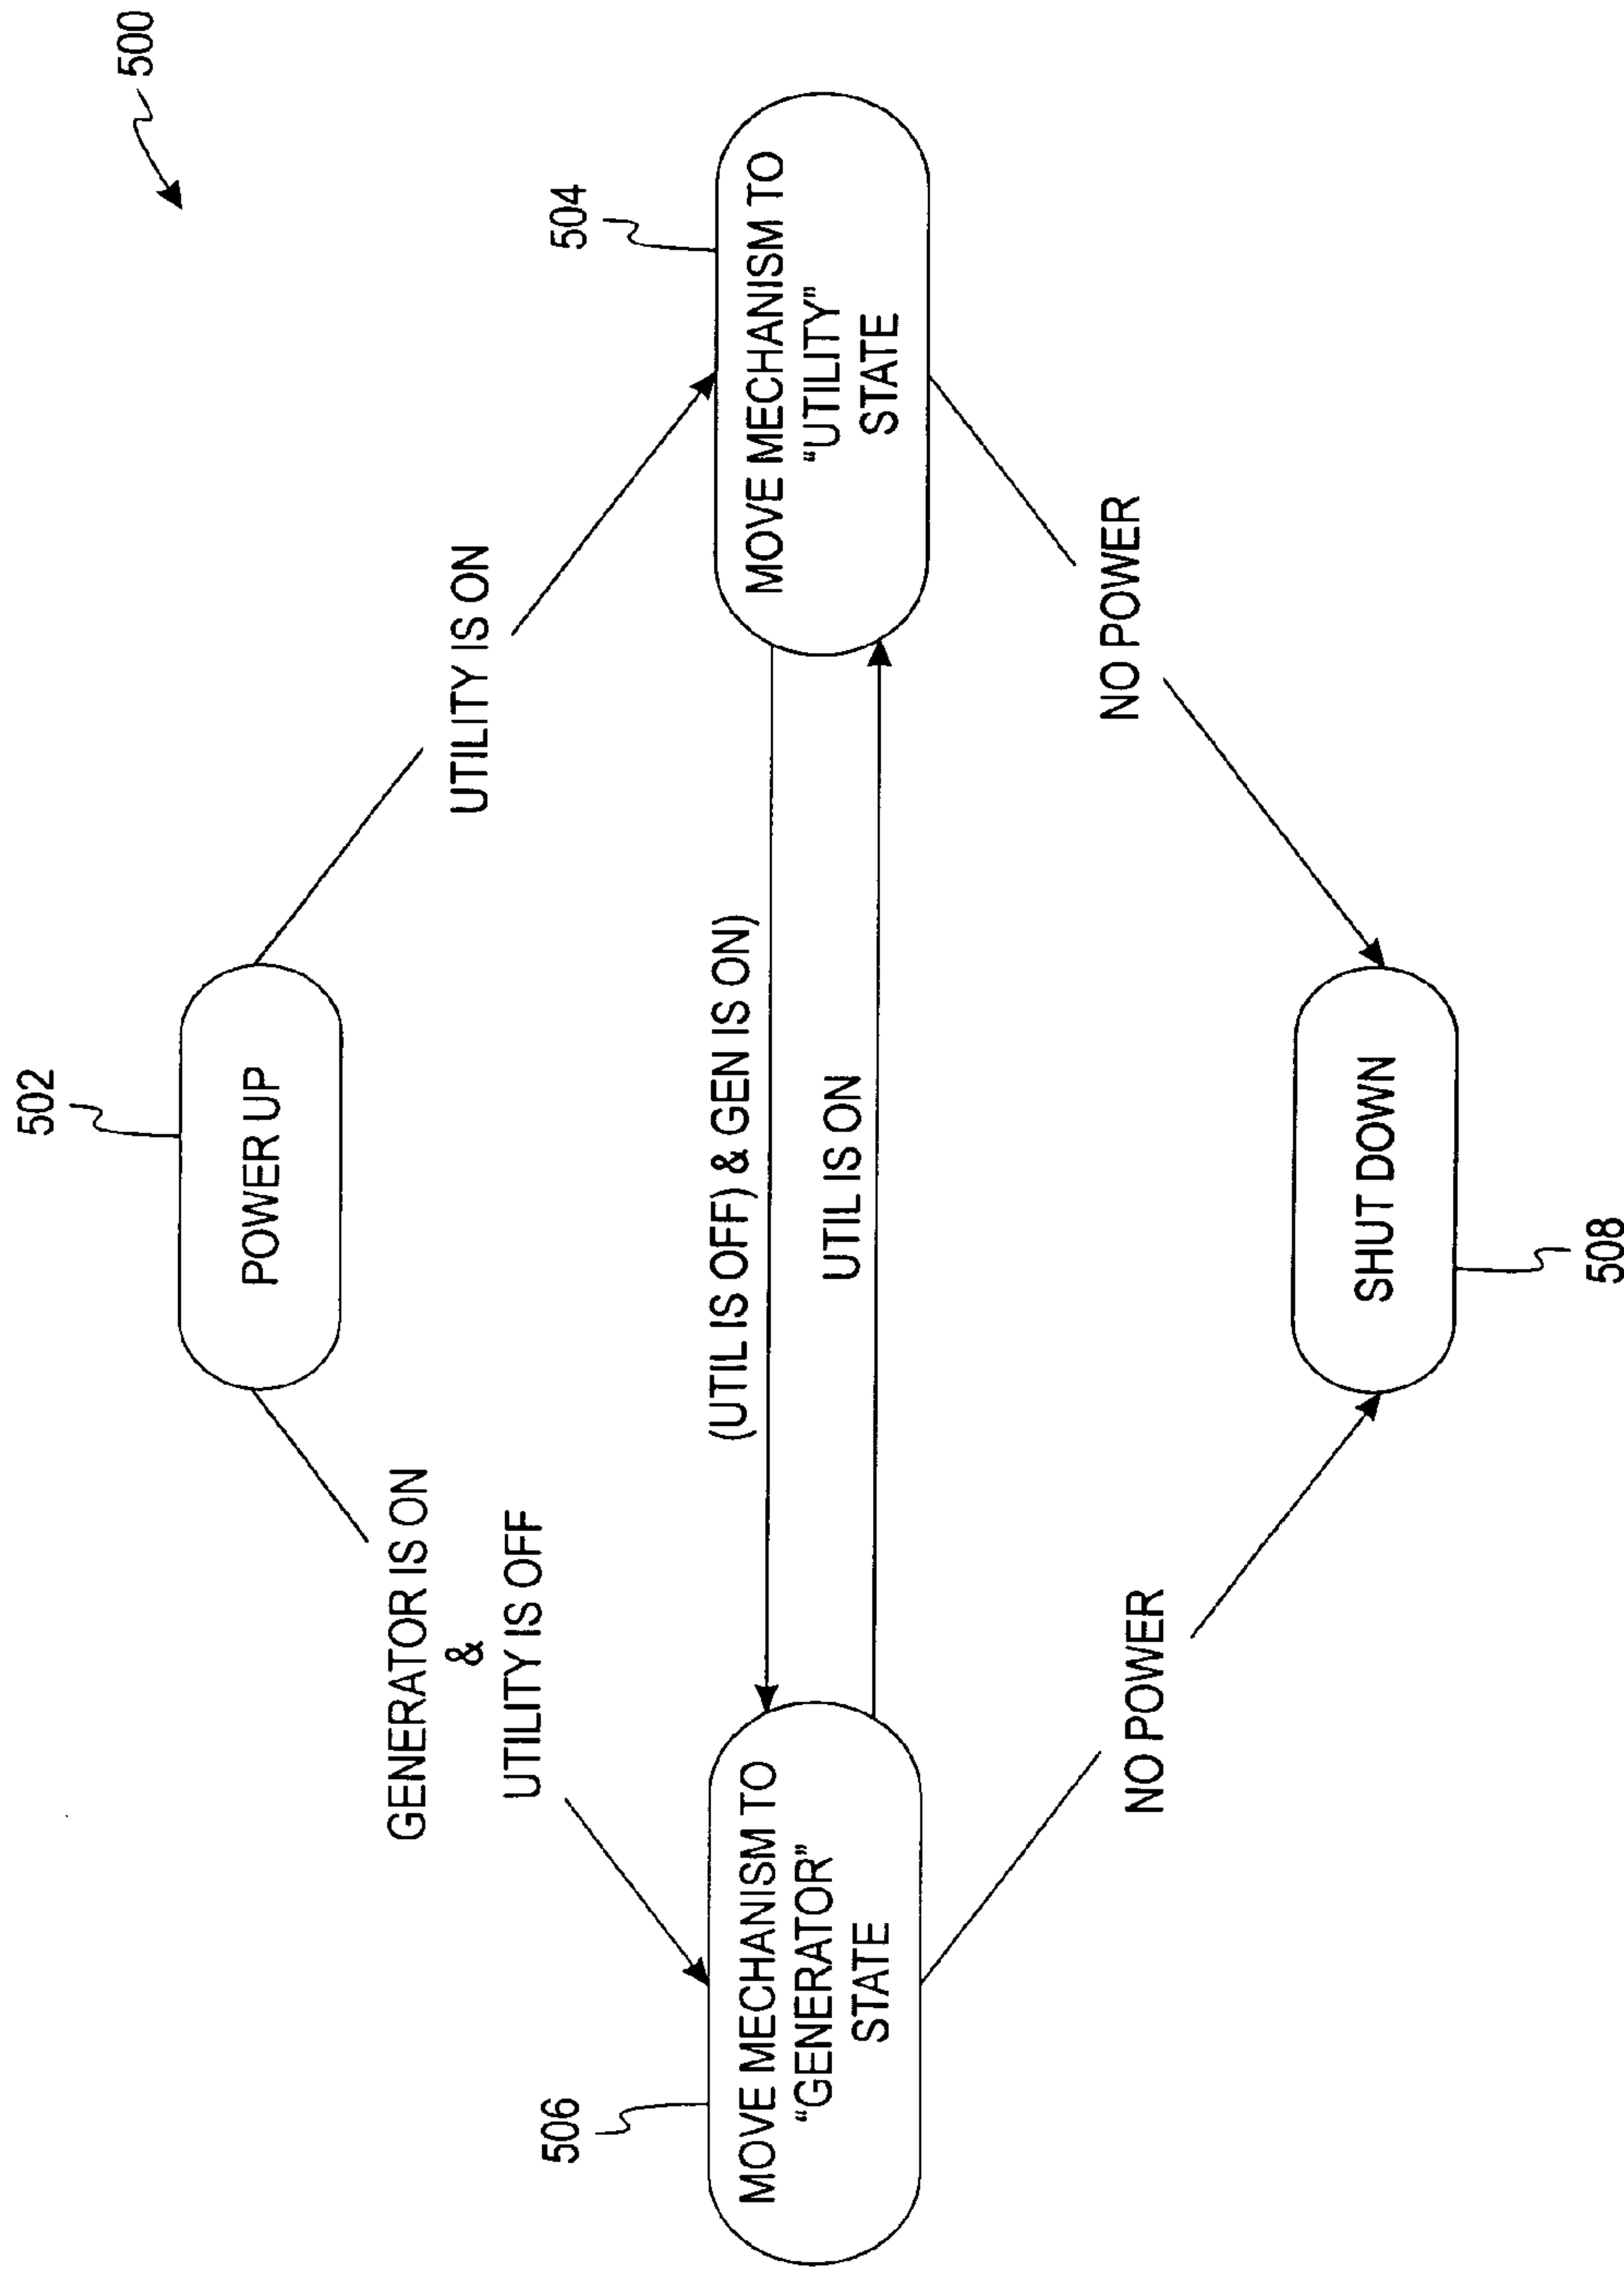 500
502
POWER UP
GENERATOR IS ON
&
UTILITY IS OFF
UTILITY IS ON
506
MOVE MECHANISM TO
“GENERATOR”
STATE
(UTIL IS OFF) & GEN IS ON)
UTIL IS ON
504
MOVE MECHANISM TO
“UTILITY”
STATE
NO POWER
NO POWER
SHUT DOWN
508